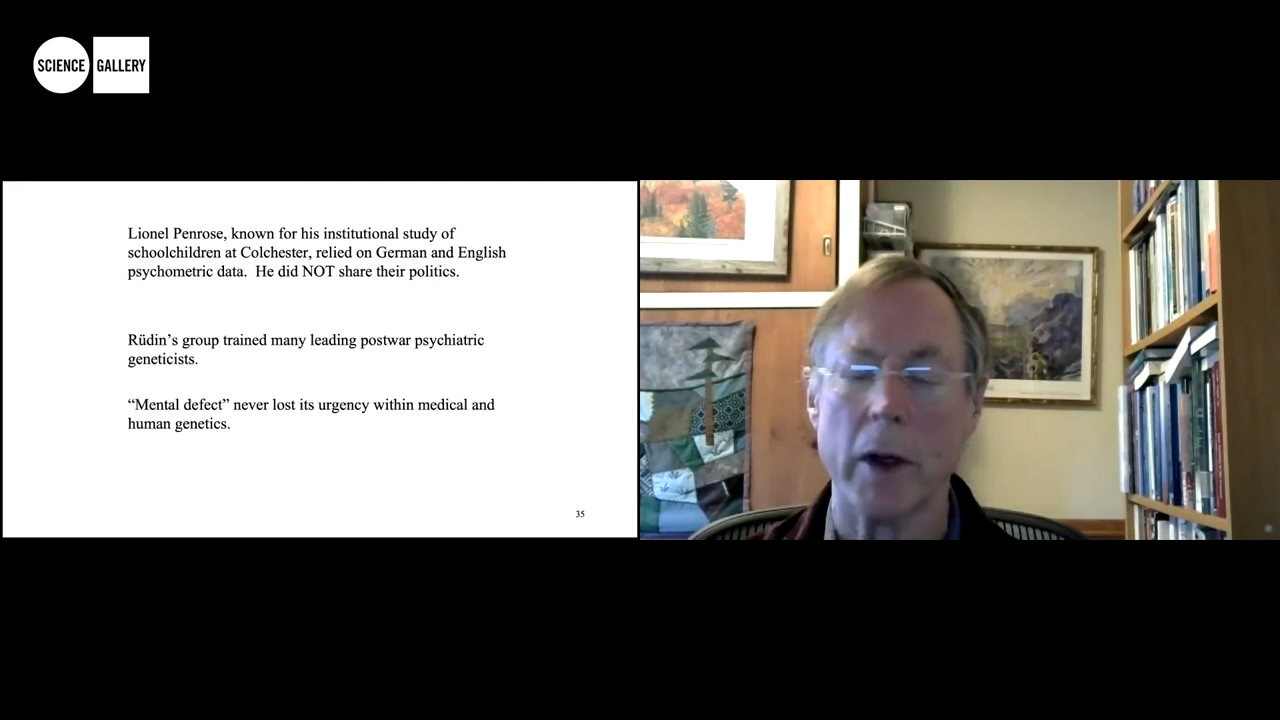 SCIENCE GALLERY
Lionel Penrose, known for his institutional study of
schoolchildren at Colchester, relied on German and English
psychometric data.  He did NOT share their politics.
Rüdin’s group trained many leading postwar psychiatric
geneticists.
“Mental defect” never lost its urgency within medical and
human genetics.
35